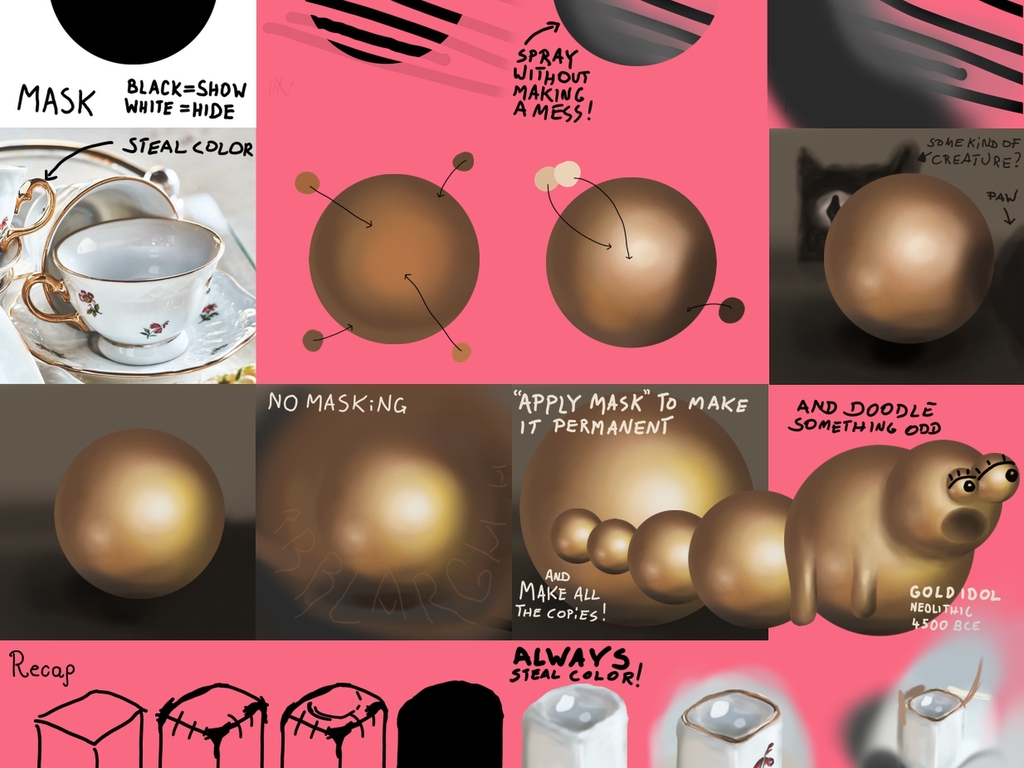 MASK
BLACK=SHOW
WHITE=HIDE
SPRAY
WITHOUT
MAKING
A MESS!
STEAL COLOR
SOME KIND OF
CREATURE?
PAW
NO MASKING
BLARGH
"APPLY MASK" TO MAKE
IT PERMANENT
AND
MAKE ALL
THE COPIES!
AND DOODLE
SOMETHING ODD
GOLD IDOL
NEOLITHIC
4500 BCE
Recap
ALWAYS
STEAL COLOR!